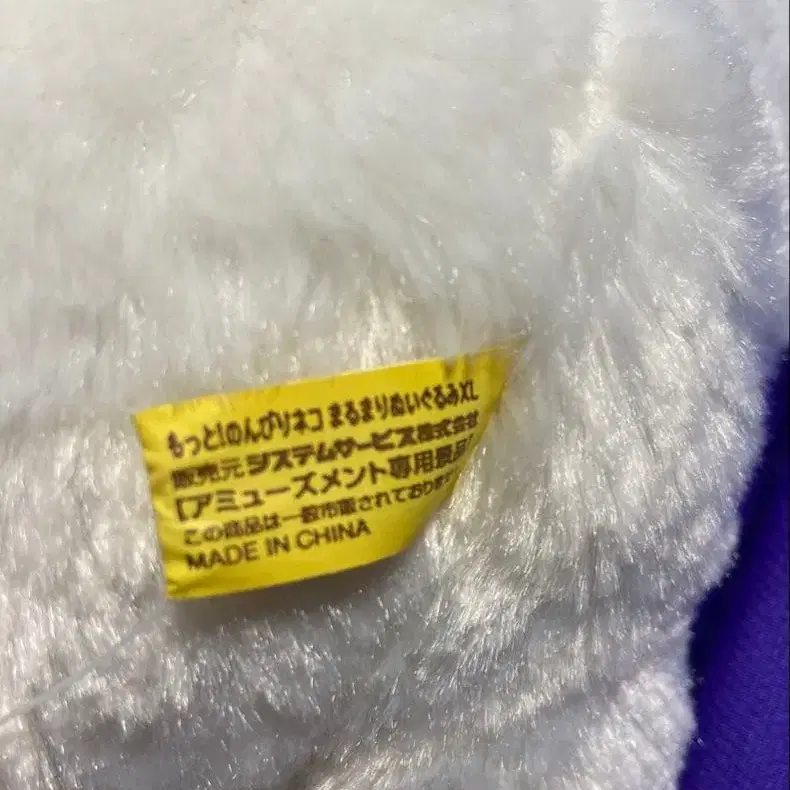 もっと!のんびりネコ まるまりぬいぐるみXL
販売元 システムサービス株式会社
【アミューズメント専用景品
この商品は一般市販されておりま
MADE IN CHINA